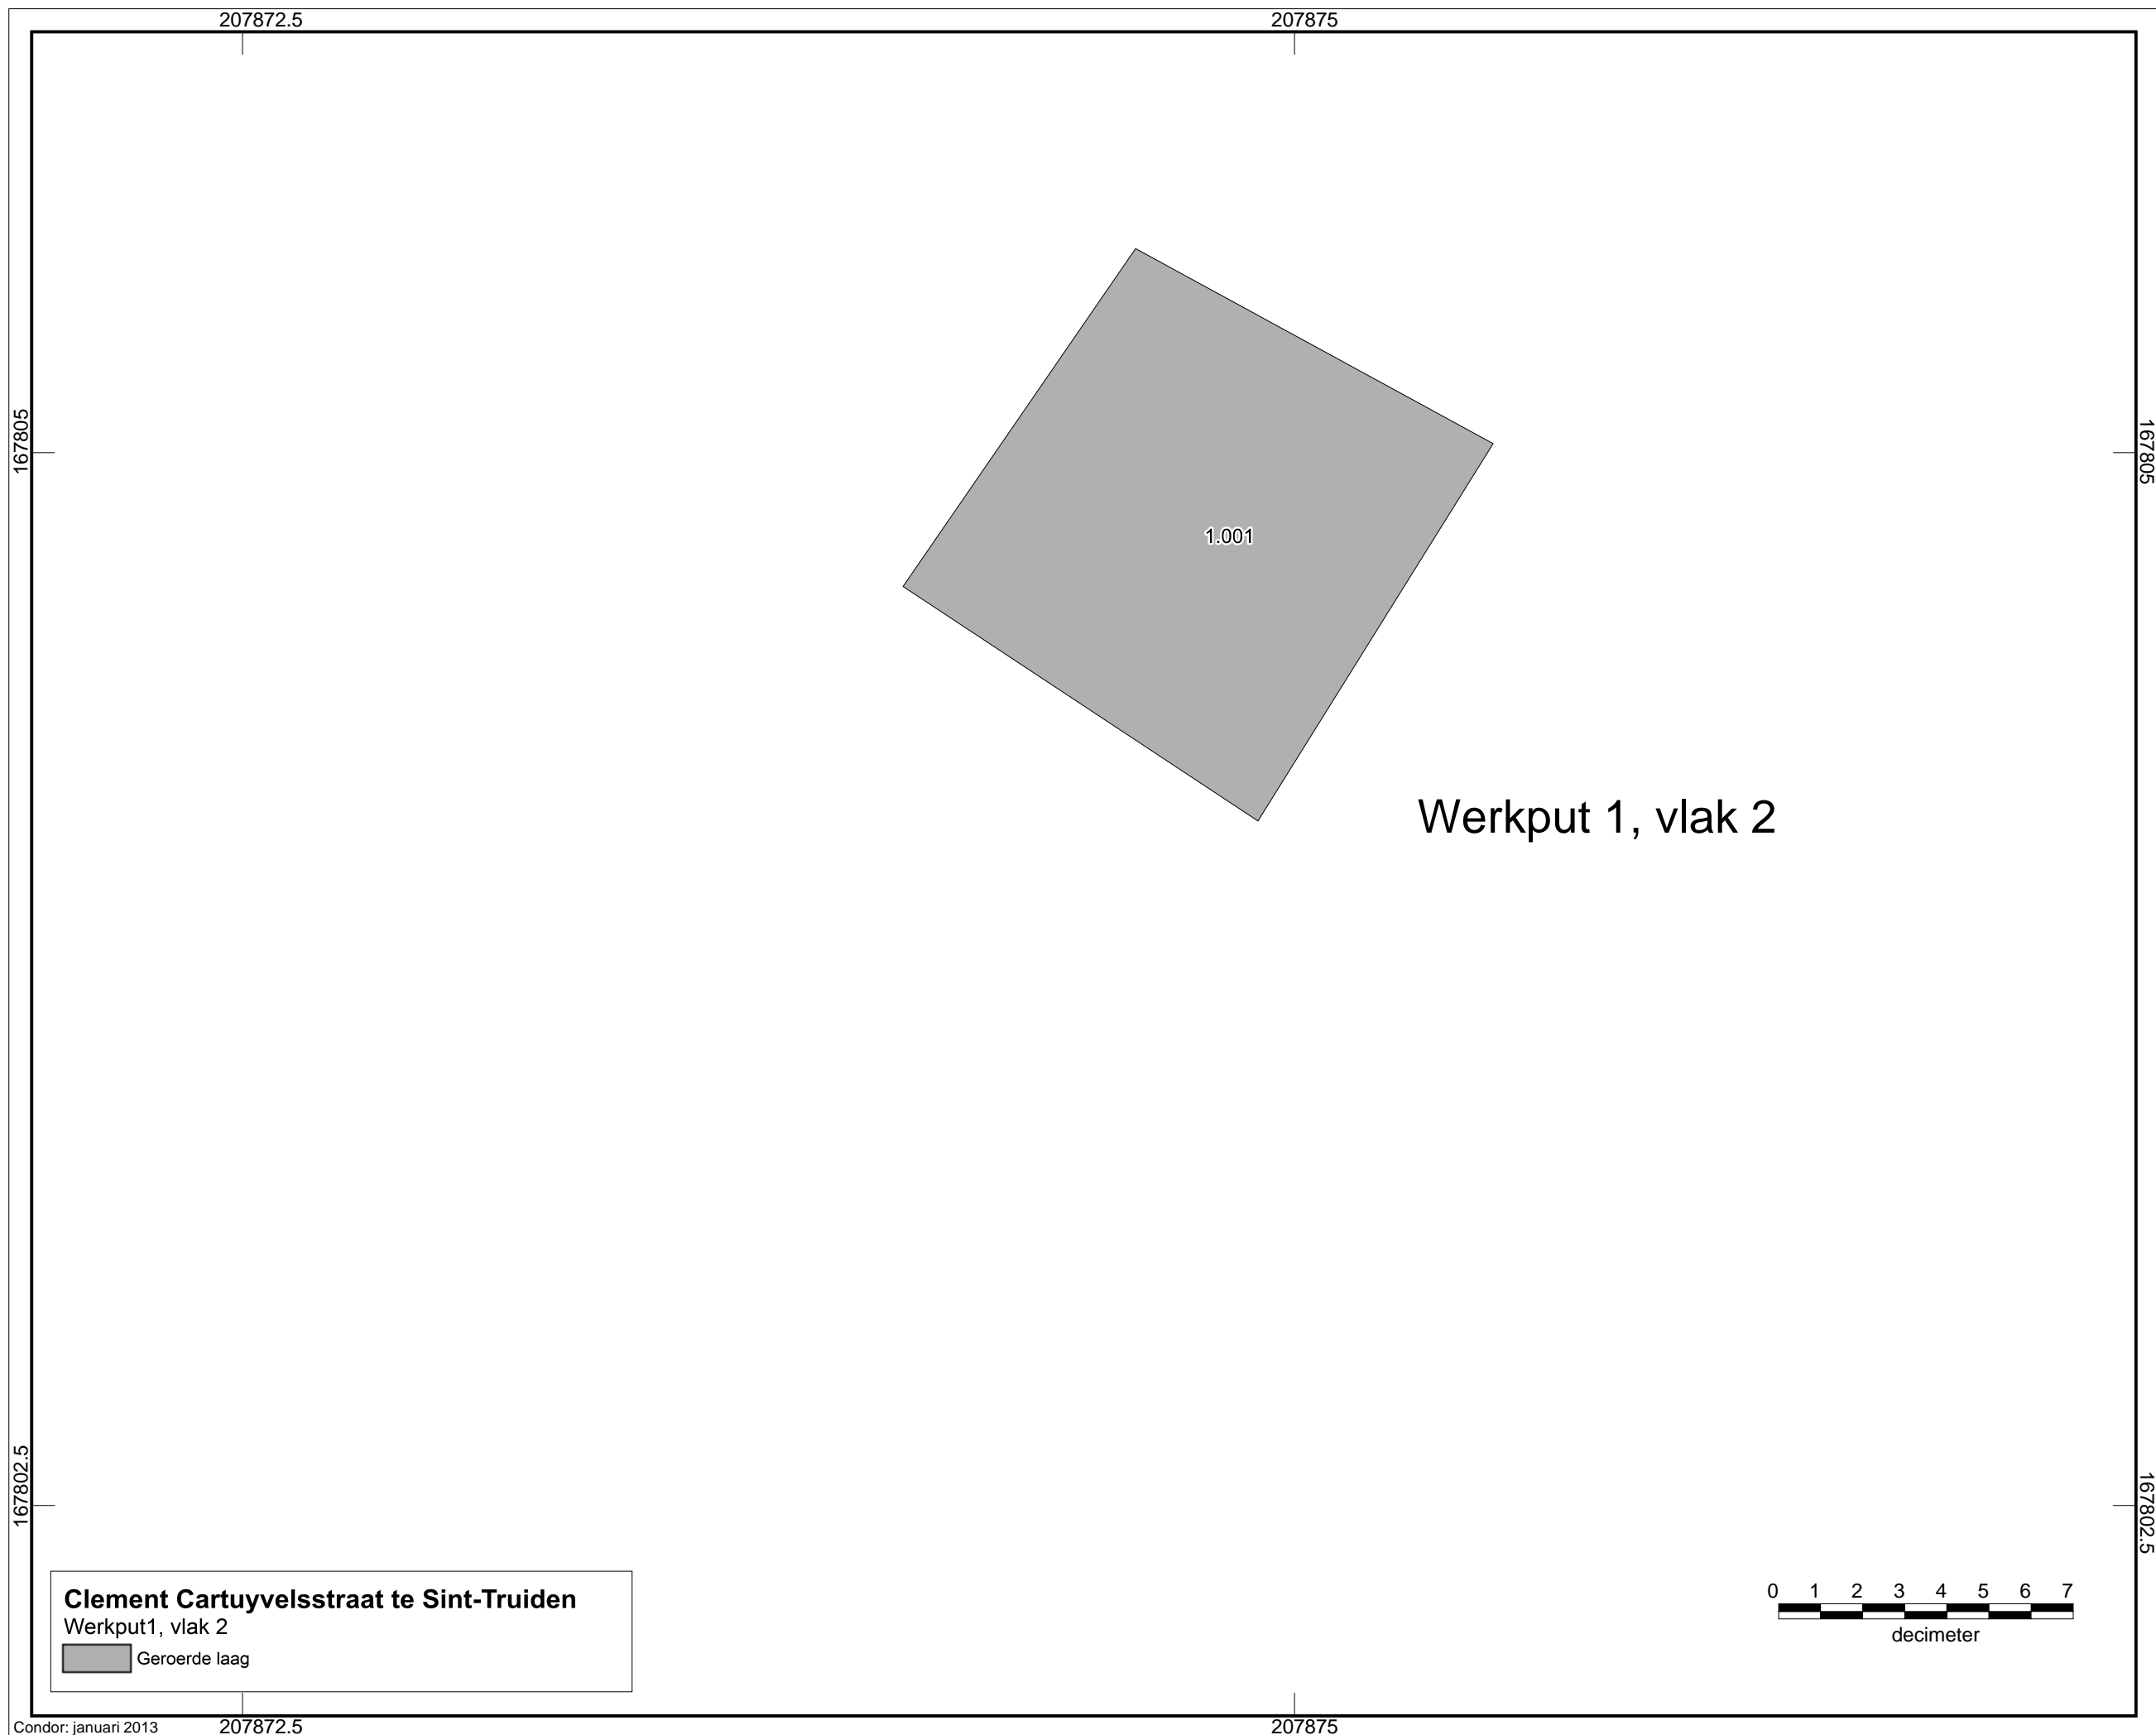 207872.5
207875
167805
167805
1.001
Werkput 1, vlak 2
167802.5
167802.5
Clement Cartuyvelsstraat te Sint-Truiden
Werkput1, vlak 2
Geroerde laag
0 1 2 3 4 5 6 7
decimeter
Condor: januari 2013
207872.5
207875